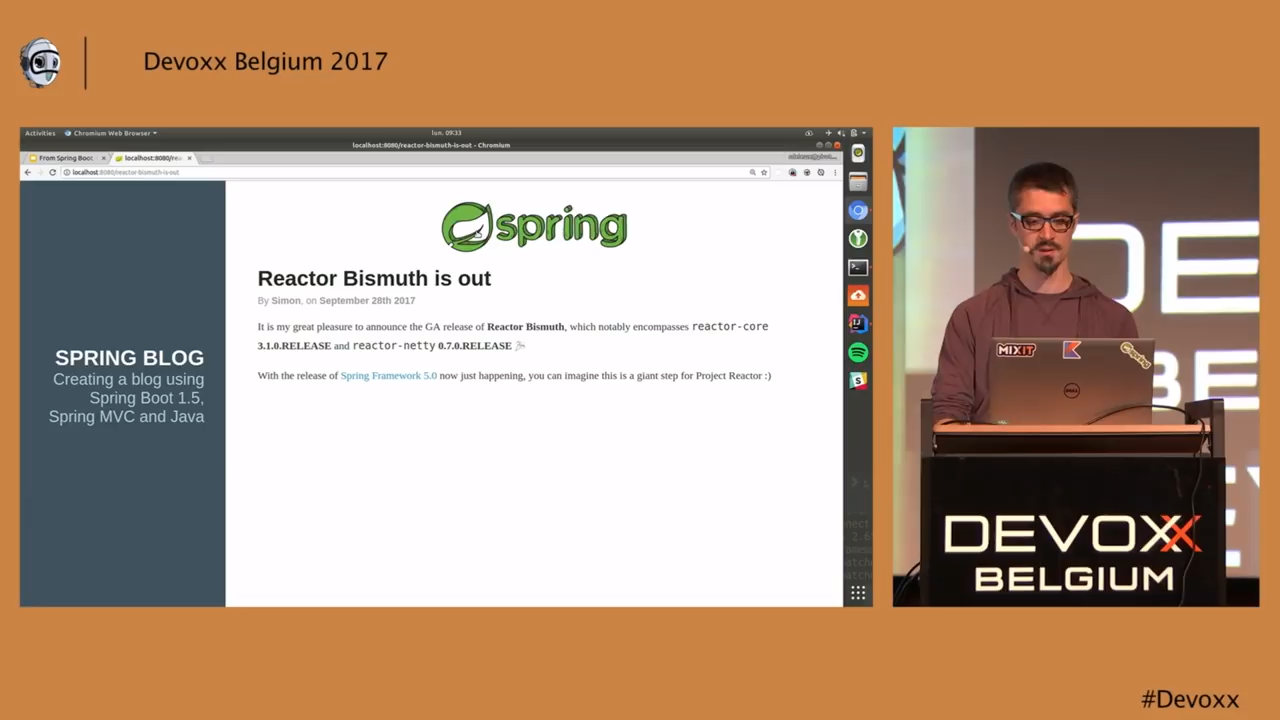 Devoxx Belgium 2017
Activities Chromium Web Browser lun. 09:33
localhost:8080/reactor-bismuth-is-out - Chromium
From Spring Boot localhost:8080/rea
localhost:8080/reactor-bismuth-is-out
spring
Reactor Bismuth is out
By Simon, on September 28th 2017
It is my great pleasure to announce the GA release of Reactor Bismuth, which notably encompasses reactor-core
3.1.0.RELEASE and reactor-netty 0.7.0.RELEASE
With the release of Spring Framework 5.0 now just happening, you can imagine this is a giant step for Project Reactor :)
SPRING BLOG
Creating a blog using
Spring Boot 1.5,
Spring MVC and Java
DE
BE
MIXIT
spring
DELL
DEVOXX
BELGIUM
#Devoxx